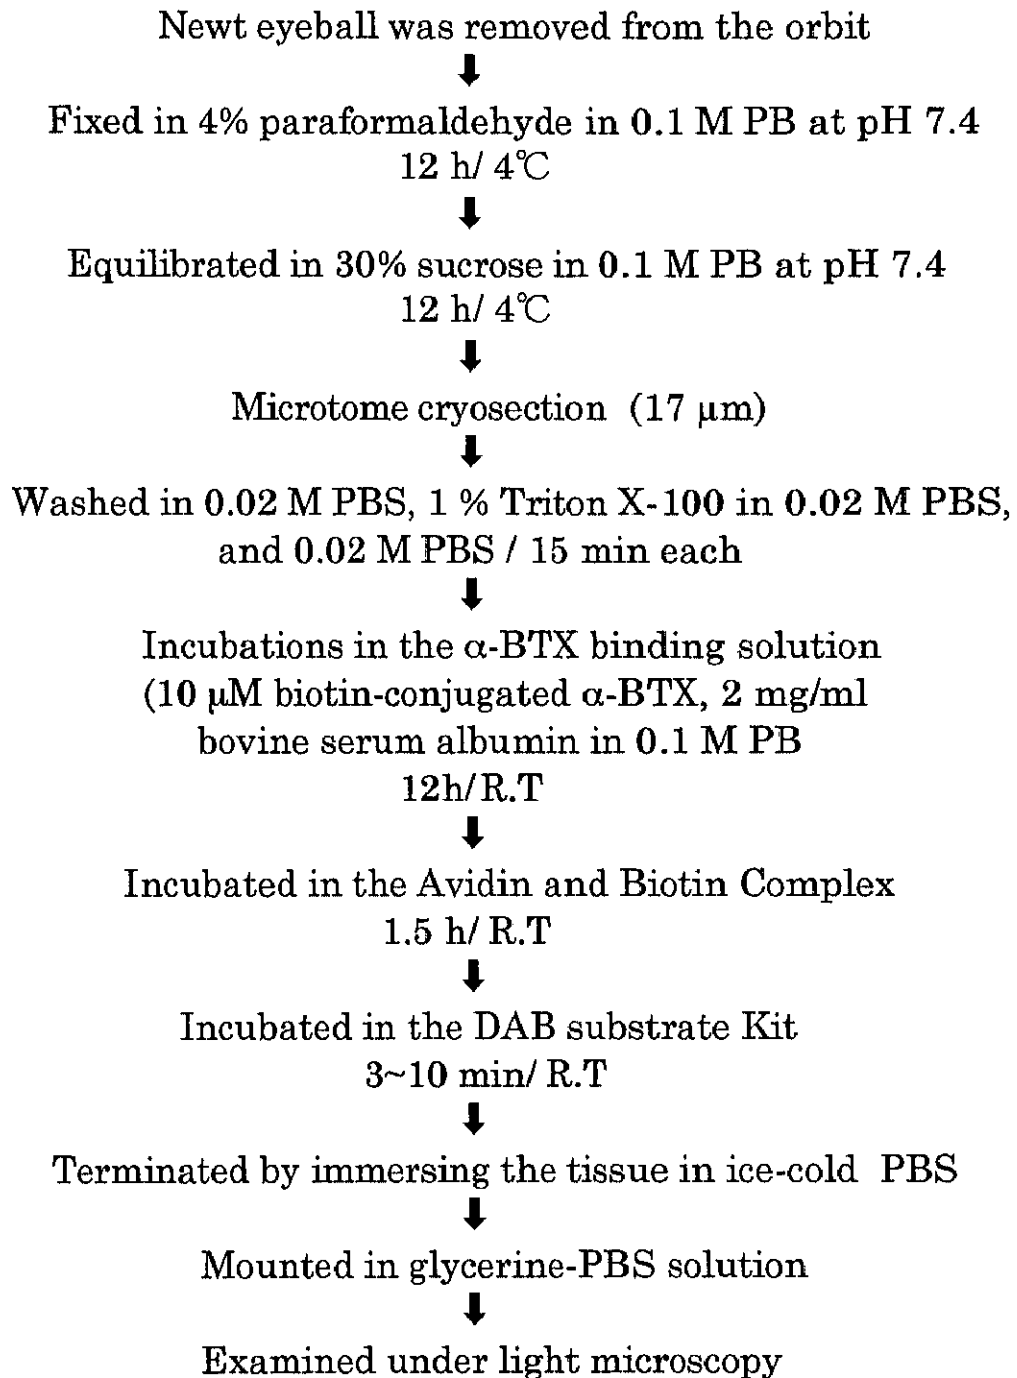 Newt eyeball was removed from the orbit
Fixed in 4% paraformaldehyde in 0.1 M PB at pH 7.4
12 h/ 4℃
Equilibrated in 30% sucrose in 0.1 M PB at pH 7.4
12 h/ 4℃
Microtome cryosection (17 µm)
Washed in 0.02 M PBS, 1 % Triton X-100 in 0.02 M PBS,
and 0.02 M PBS / 15 min each
Incubations in the α-BTX binding solution
(10 µM biotin-conjugated α-BTX, 2 mg/ml
bovine serum albumin in 0.1 M PB
12h/ R.T
Incubated in the Avidin and Biotin Complex
1.5 h/ R.T
Incubated in the DAB substrate Kit
3~10 min/ R.T
Terminated by immersing the tissue in ice-cold PBS
Mounted in glycerine-PBS solution
Examined under light microscopy